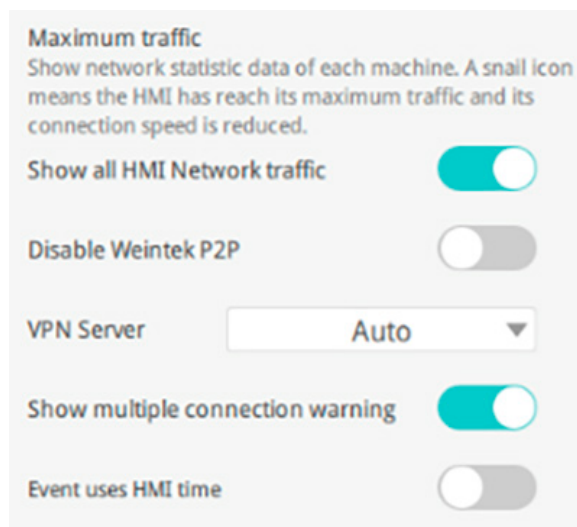 Maximum traffic
Show network statistic data of each machine. A snail icon
means the HMI has reach its maximum traffic and its
connection speed is reduced.
Show all HMI Network traffic
Disable Weintek P2P
VPN Server Auto
Show multiple connection warning
Event uses HMI time